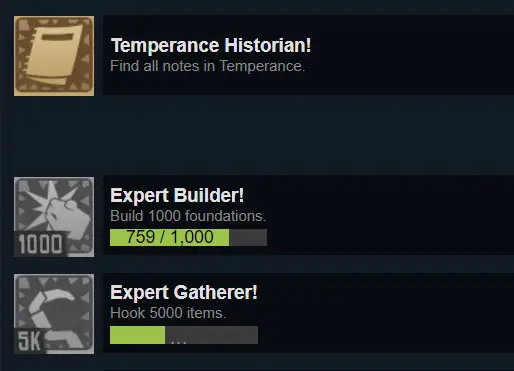 Temperance Historian!
Find all notes in Temperance.
1000
Expert Builder!
Build 1000 foundations.
759 / 1,000
5K
Expert Gatherer!
Hook 5000 items.
...